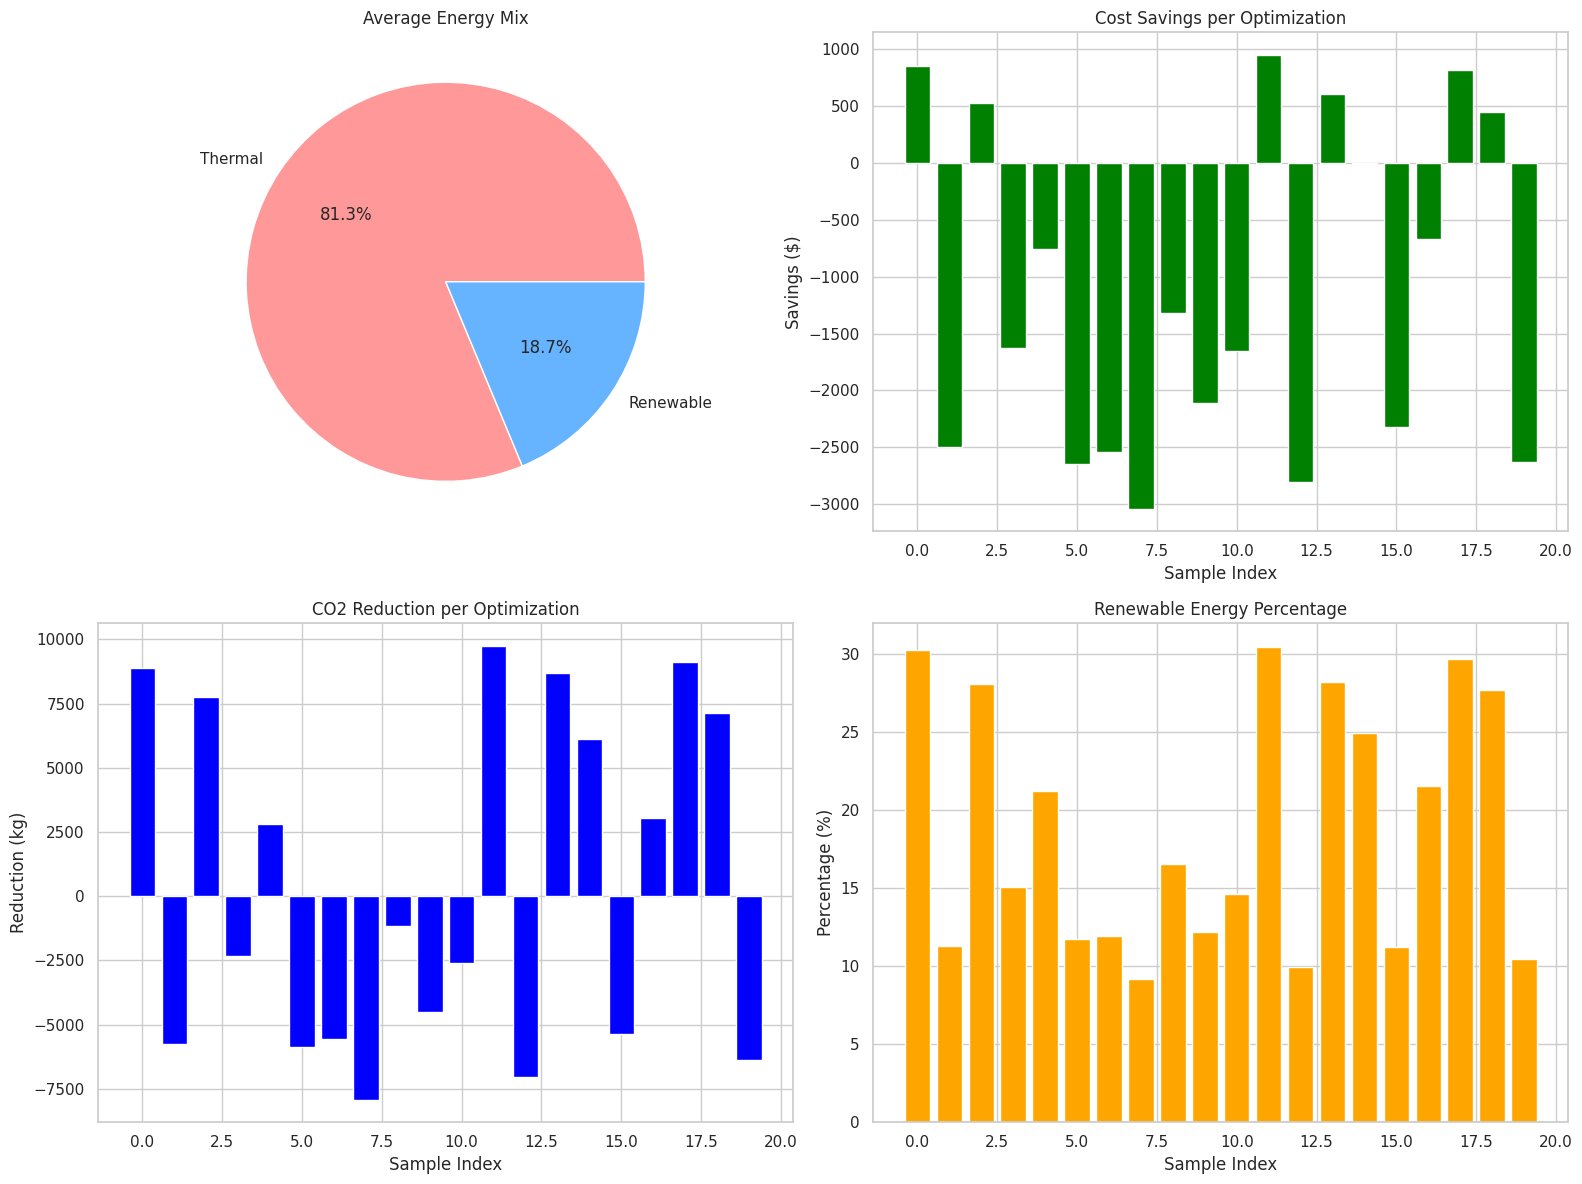 Average Energy Mix
Thermal
81.3%
18.7%
Renewable
Cost Savings per Optimization
1000
500
0
−500
−1000
−1500
−2000
−2500
−3000
Savings ($)
0.0 2.5 5.0 7.5 10.0 12.5 15.0 17.5 20.0
Sample Index
CO2 Reduction per Optimization
10000
7500
5000
2500
0
−2500
−5000
−7500
Reduction (kg)
0.0 2.5 5.0 7.5 10.0 12.5 15.0 17.5 20.0
Sample Index
Renewable Energy Percentage
30
25
20
15
10
5
0
Percentage (%)
0.0 2.5 5.0 7.5 10.0 12.5 15.0 17.5 20.0
Sample Index